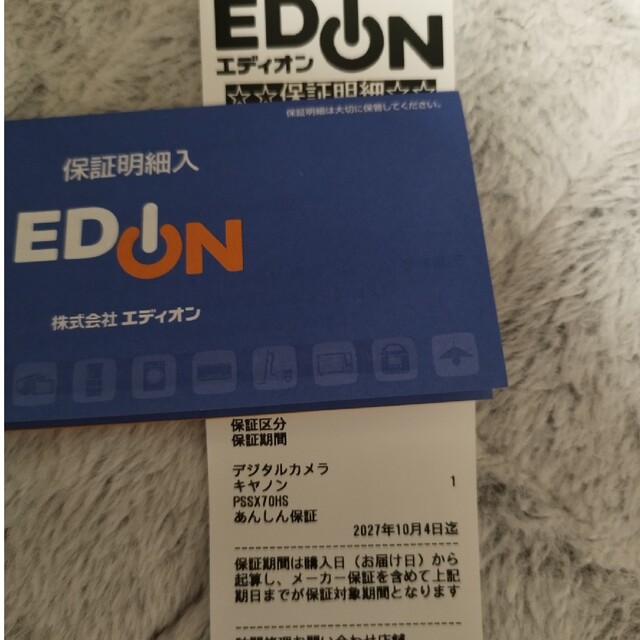 EDION
エディオン
☆☆保証明細☆☆
保証明細は大切に保管してください。
保証明細入
EDION
株式会社 エディオン
保証区分
保証期間
デジタルカメラ
キヤノン 1
PSSX70HS
あんしん保証
2027年10月4日迄
保証期間は購入日(お届け日)から
起算し、メーカー保証を含めて上記
期日までが保証対象期間となります